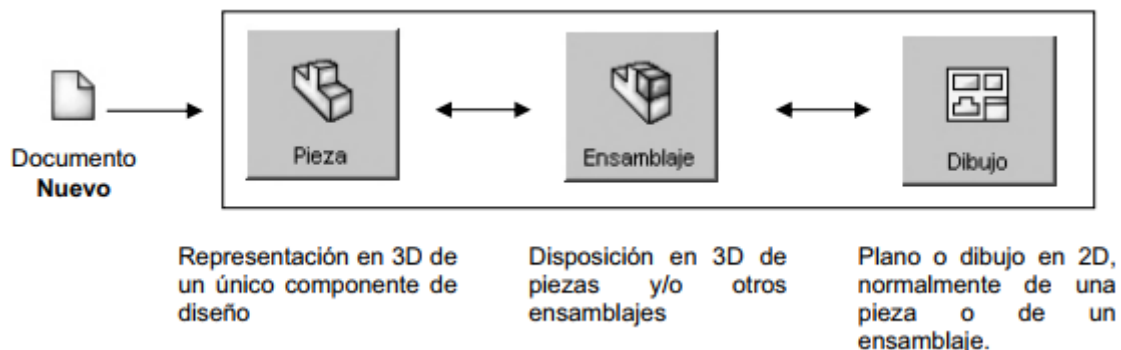 Documento
Nuevo
Pieza
Ensamblaje
Dibujo
Representación en 3D de
un único componente de
diseño
Disposición en 3D de
piezas y/o otros
ensamblajes
Plano o dibujo en 2D,
normalmente de una
pieza o de un
ensamblaje.